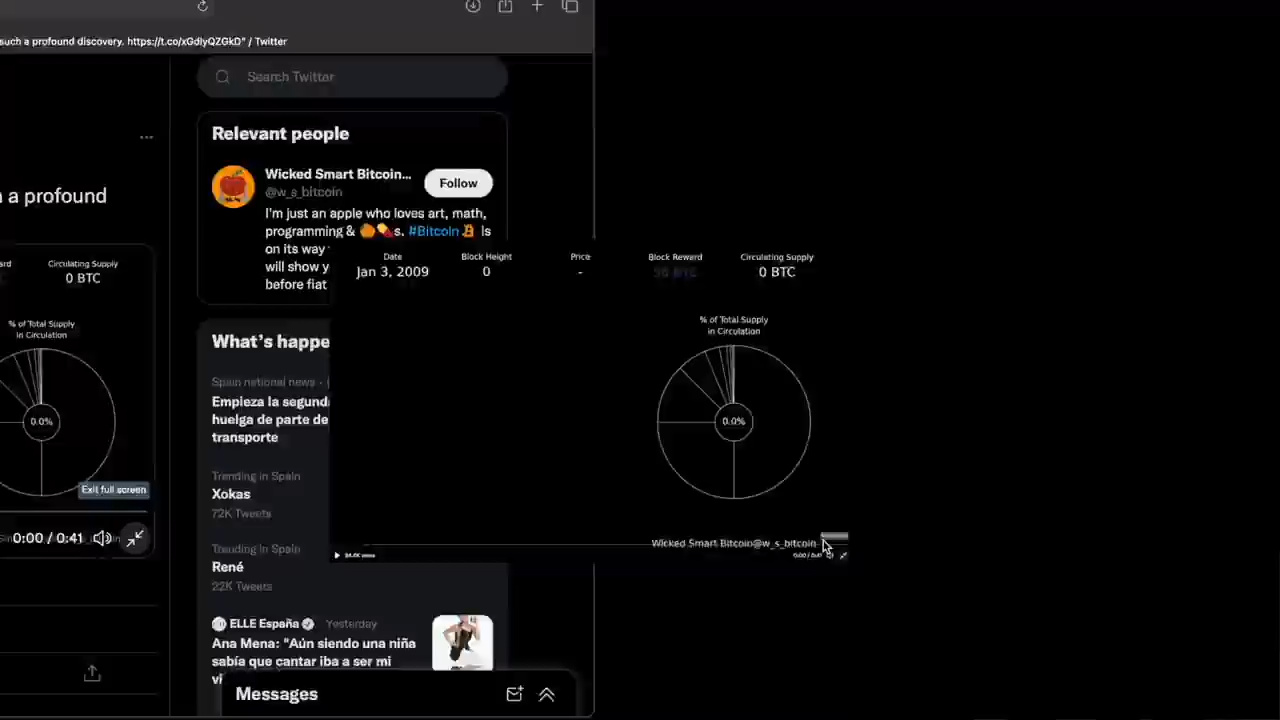 such a profound discovery. https://t.co/xGdlyQZGkD" / Twitter
Search Twitter
Relevant people
Wicked Smart Bitcoin...
@w_s_bitcoin
Follow
I'm just an apple who loves art, math,
programming & s. #Bitcoin is
on its way
will show y
before fiat
a profound
Circulating Supply
0 BTC
% of Total Supply
in Circulation
0.0%
Exit full screen
0:00 / 0:41
What's happe
Spain national news ·
Empieza la segunda
huelga de parte de
transporte
Trending in Spain
Xokas
72K Tweets
Trending in Spain
René
22K Tweets
ELLE España
Yesterday
Ana Mena: "Aún siendo una niña
sabía que cantar iba a ser mi
Messages
Date
Jan 3, 2009
Block Height
0
Price
-
Block Reward
Circulating Supply
0 BTC
% of Total Supply
in Circulation
0.0%
Wicked Smart Bitcoin@w_s_bitcoin